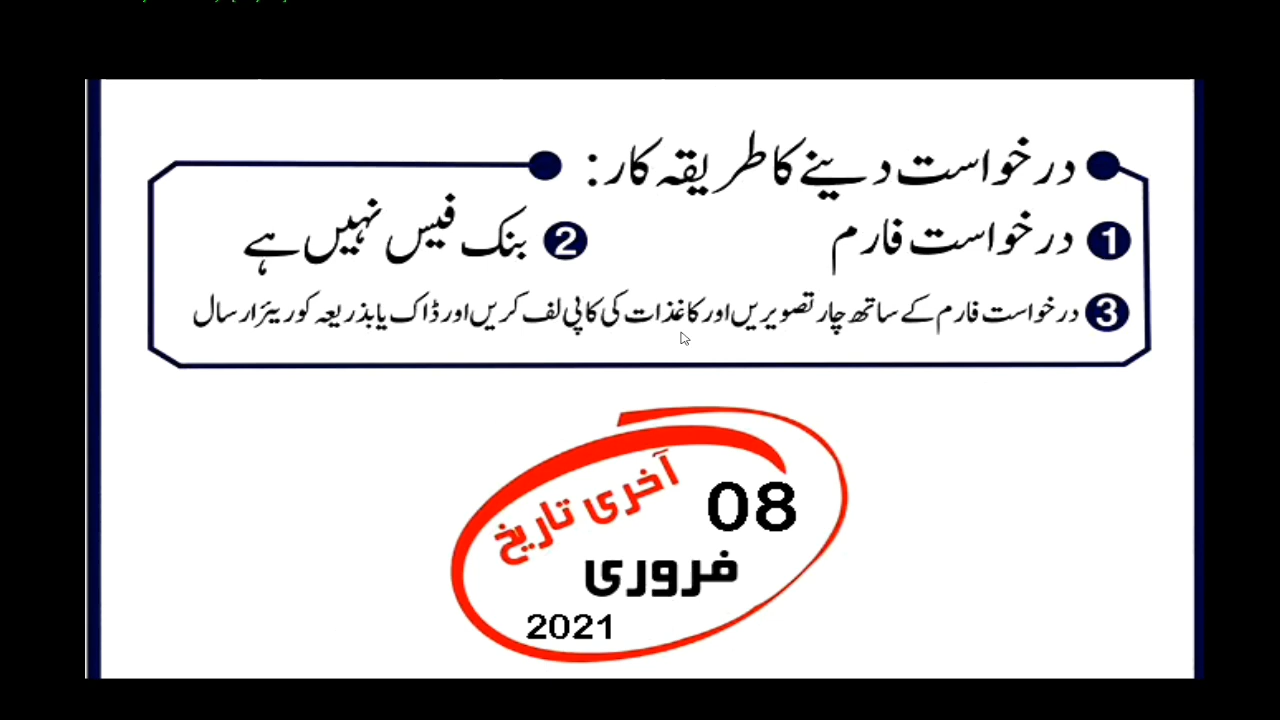 درخواست دینے کا طریقہ کار:
1 درخواست فارم
2 بنک فیس نہیں ہے
3 درخواست فارم کے ساتھ چار تصویریں اور کاغذات کی کاپی لف کریں اور ڈاک یا بذریعہ کوریئر ارسال
آخری تاریخ
08
فروری
2021